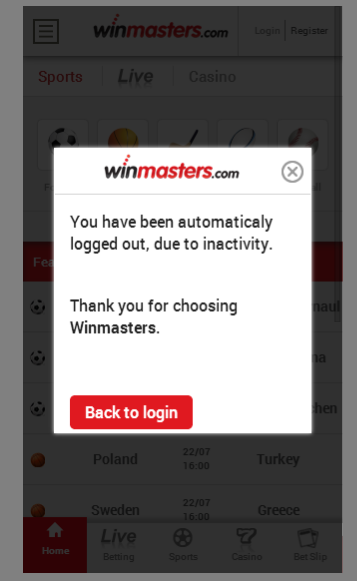 winmasters.com
Login Register
Sports Live Casino
winmasters.com
You have been automaticaly
logged out, due to inactivity.
Thank you for choosing
Winmasters.
Back to login
Poland 22/07 16:00 Turkey
Sweden 22/07 16:00 Greece
Home
Live Betting
Sports
Casino
Bet Slip